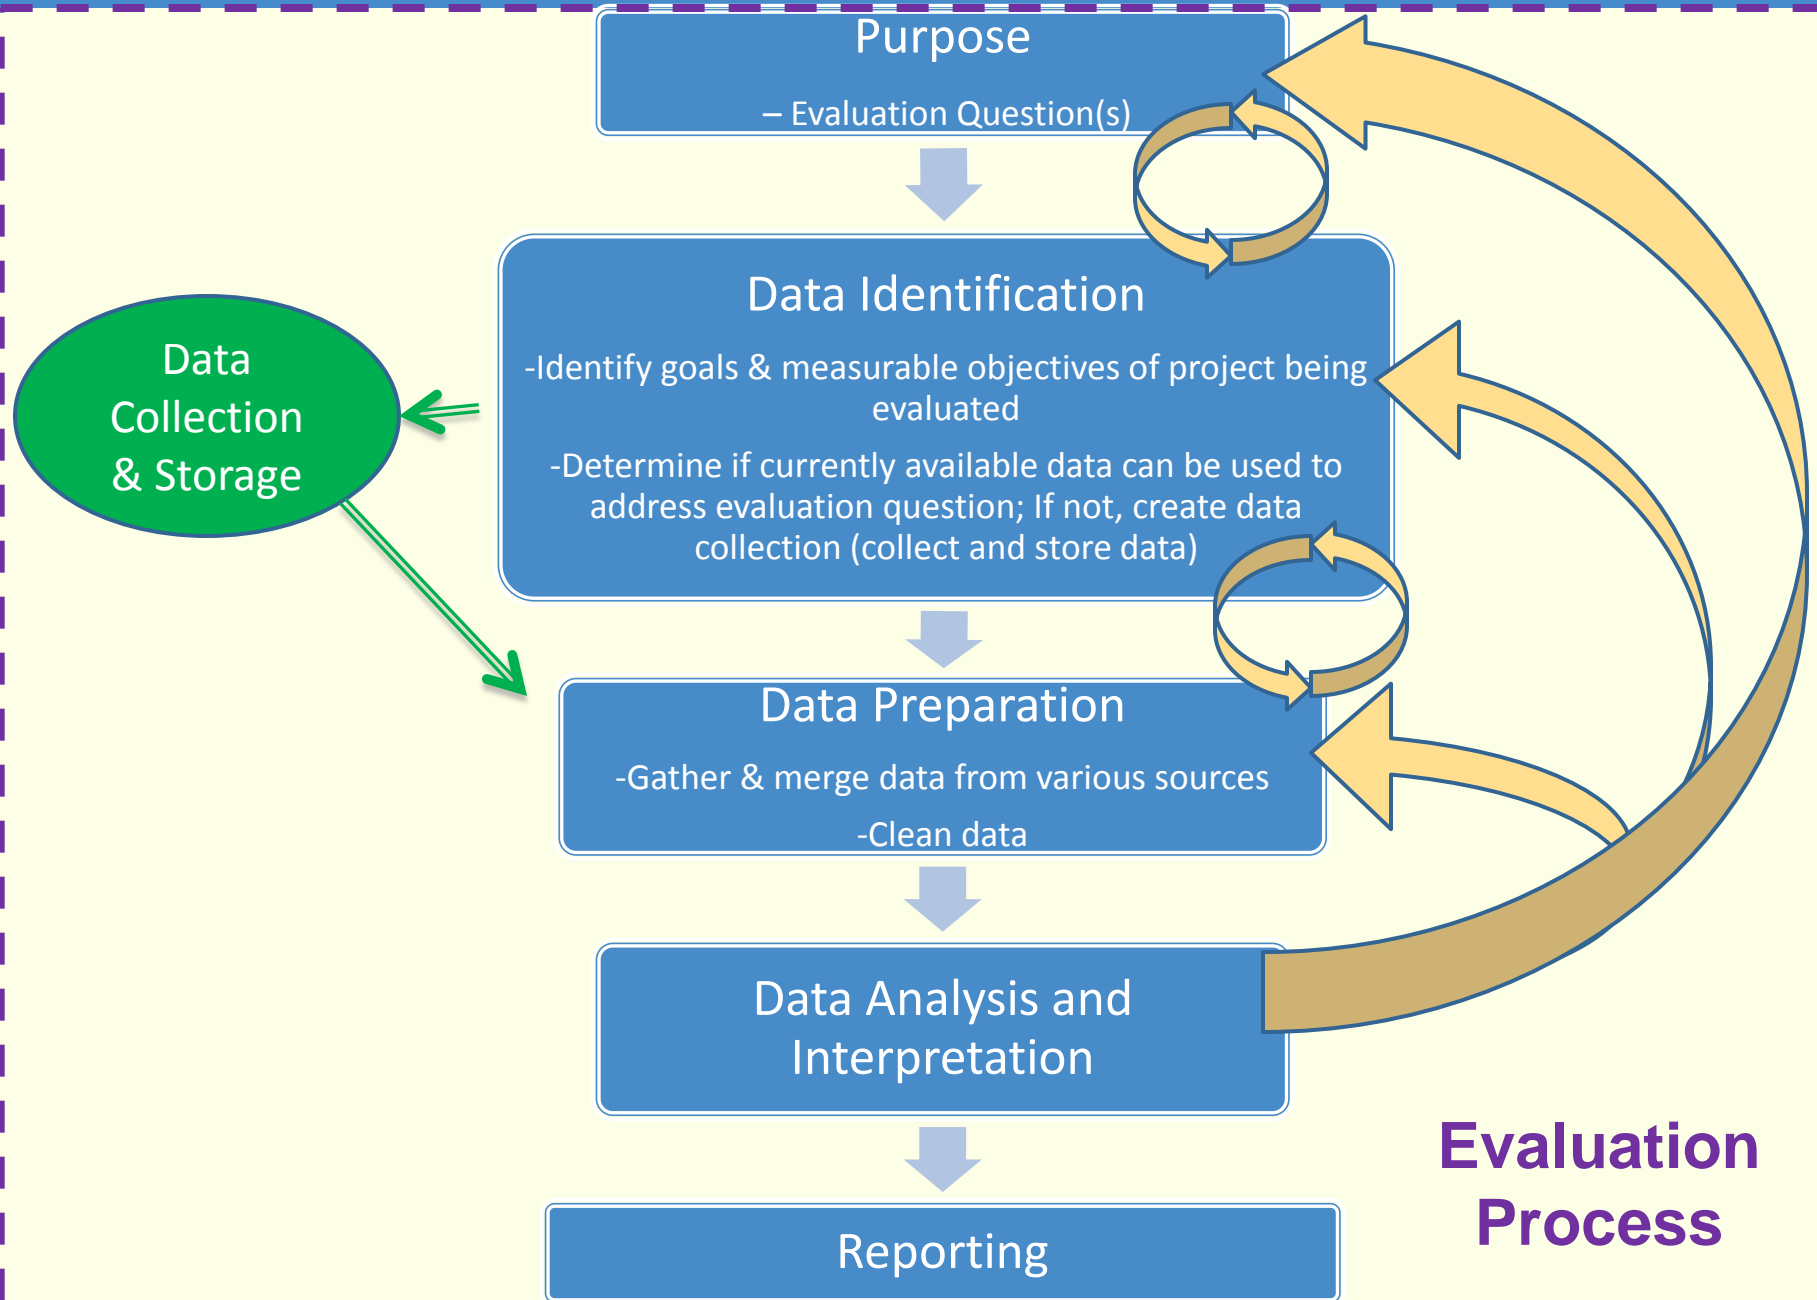 Purpose
– Evaluation Question(s)
Data Identification
-Identify goals & measurable objectives of project being
evaluated
-Determine if currently available data can be used to
address evaluation question; If not, create data
collection (collect and store data)
Data
Collection
& Storage
Data Preparation
-Gather & merge data from various sources
-Clean data
Data Analysis and
Interpretation
Reporting
Evaluation
Process